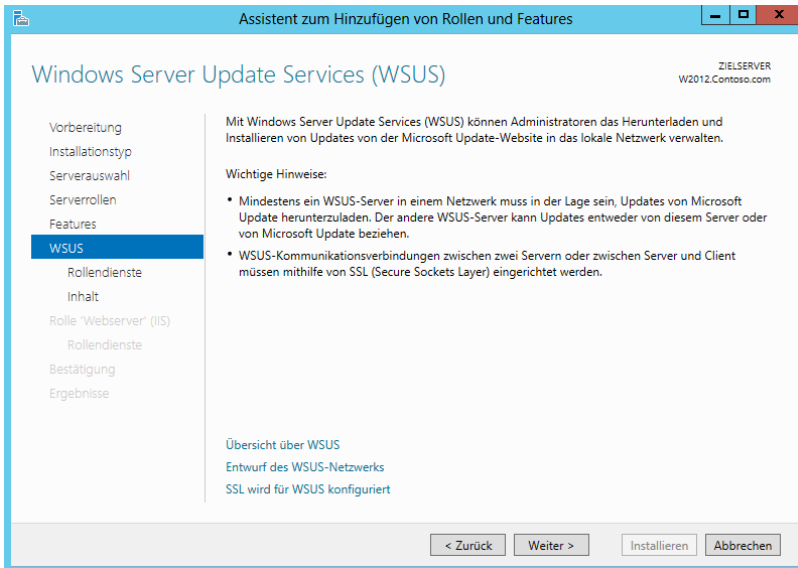 Assistent zum Hinzufügen von Rollen und Features
Windows Server Update Services (WSUS)
ZIELSERVER
W2012.Contoso.com
Vorbereitung
Installationstyp
Serverauswahl
Serverrollen
Features
WSUS
Rollendienste
Inhalt
Rolle 'Webserver' (IIS)
Rollendienste
Bestätigung
Ergebnisse
Mit Windows Server Update Services (WSUS) können Administratoren das Herunterladen und
Installieren von Updates von der Microsoft Update-Website in das lokale Netzwerk verwalten.
Wichtige Hinweise:
• Mindestens ein WSUS-Server in einem Netzwerk muss in der Lage sein, Updates von Microsoft
Update herunterzuladen. Der andere WSUS-Server kann Updates entweder von diesem Server oder
von Microsoft Update beziehen.
• WSUS-Kommunikationsverbindungen zwischen zwei Servern oder zwischen Server und Client
müssen mithilfe von SSL (Secure Sockets Layer) eingerichtet werden.
Übersicht über WSUS
Entwurf des WSUS-Netzwerks
SSL wird für WSUS konfiguriert
< Zurück Weiter > Installieren Abbrechen